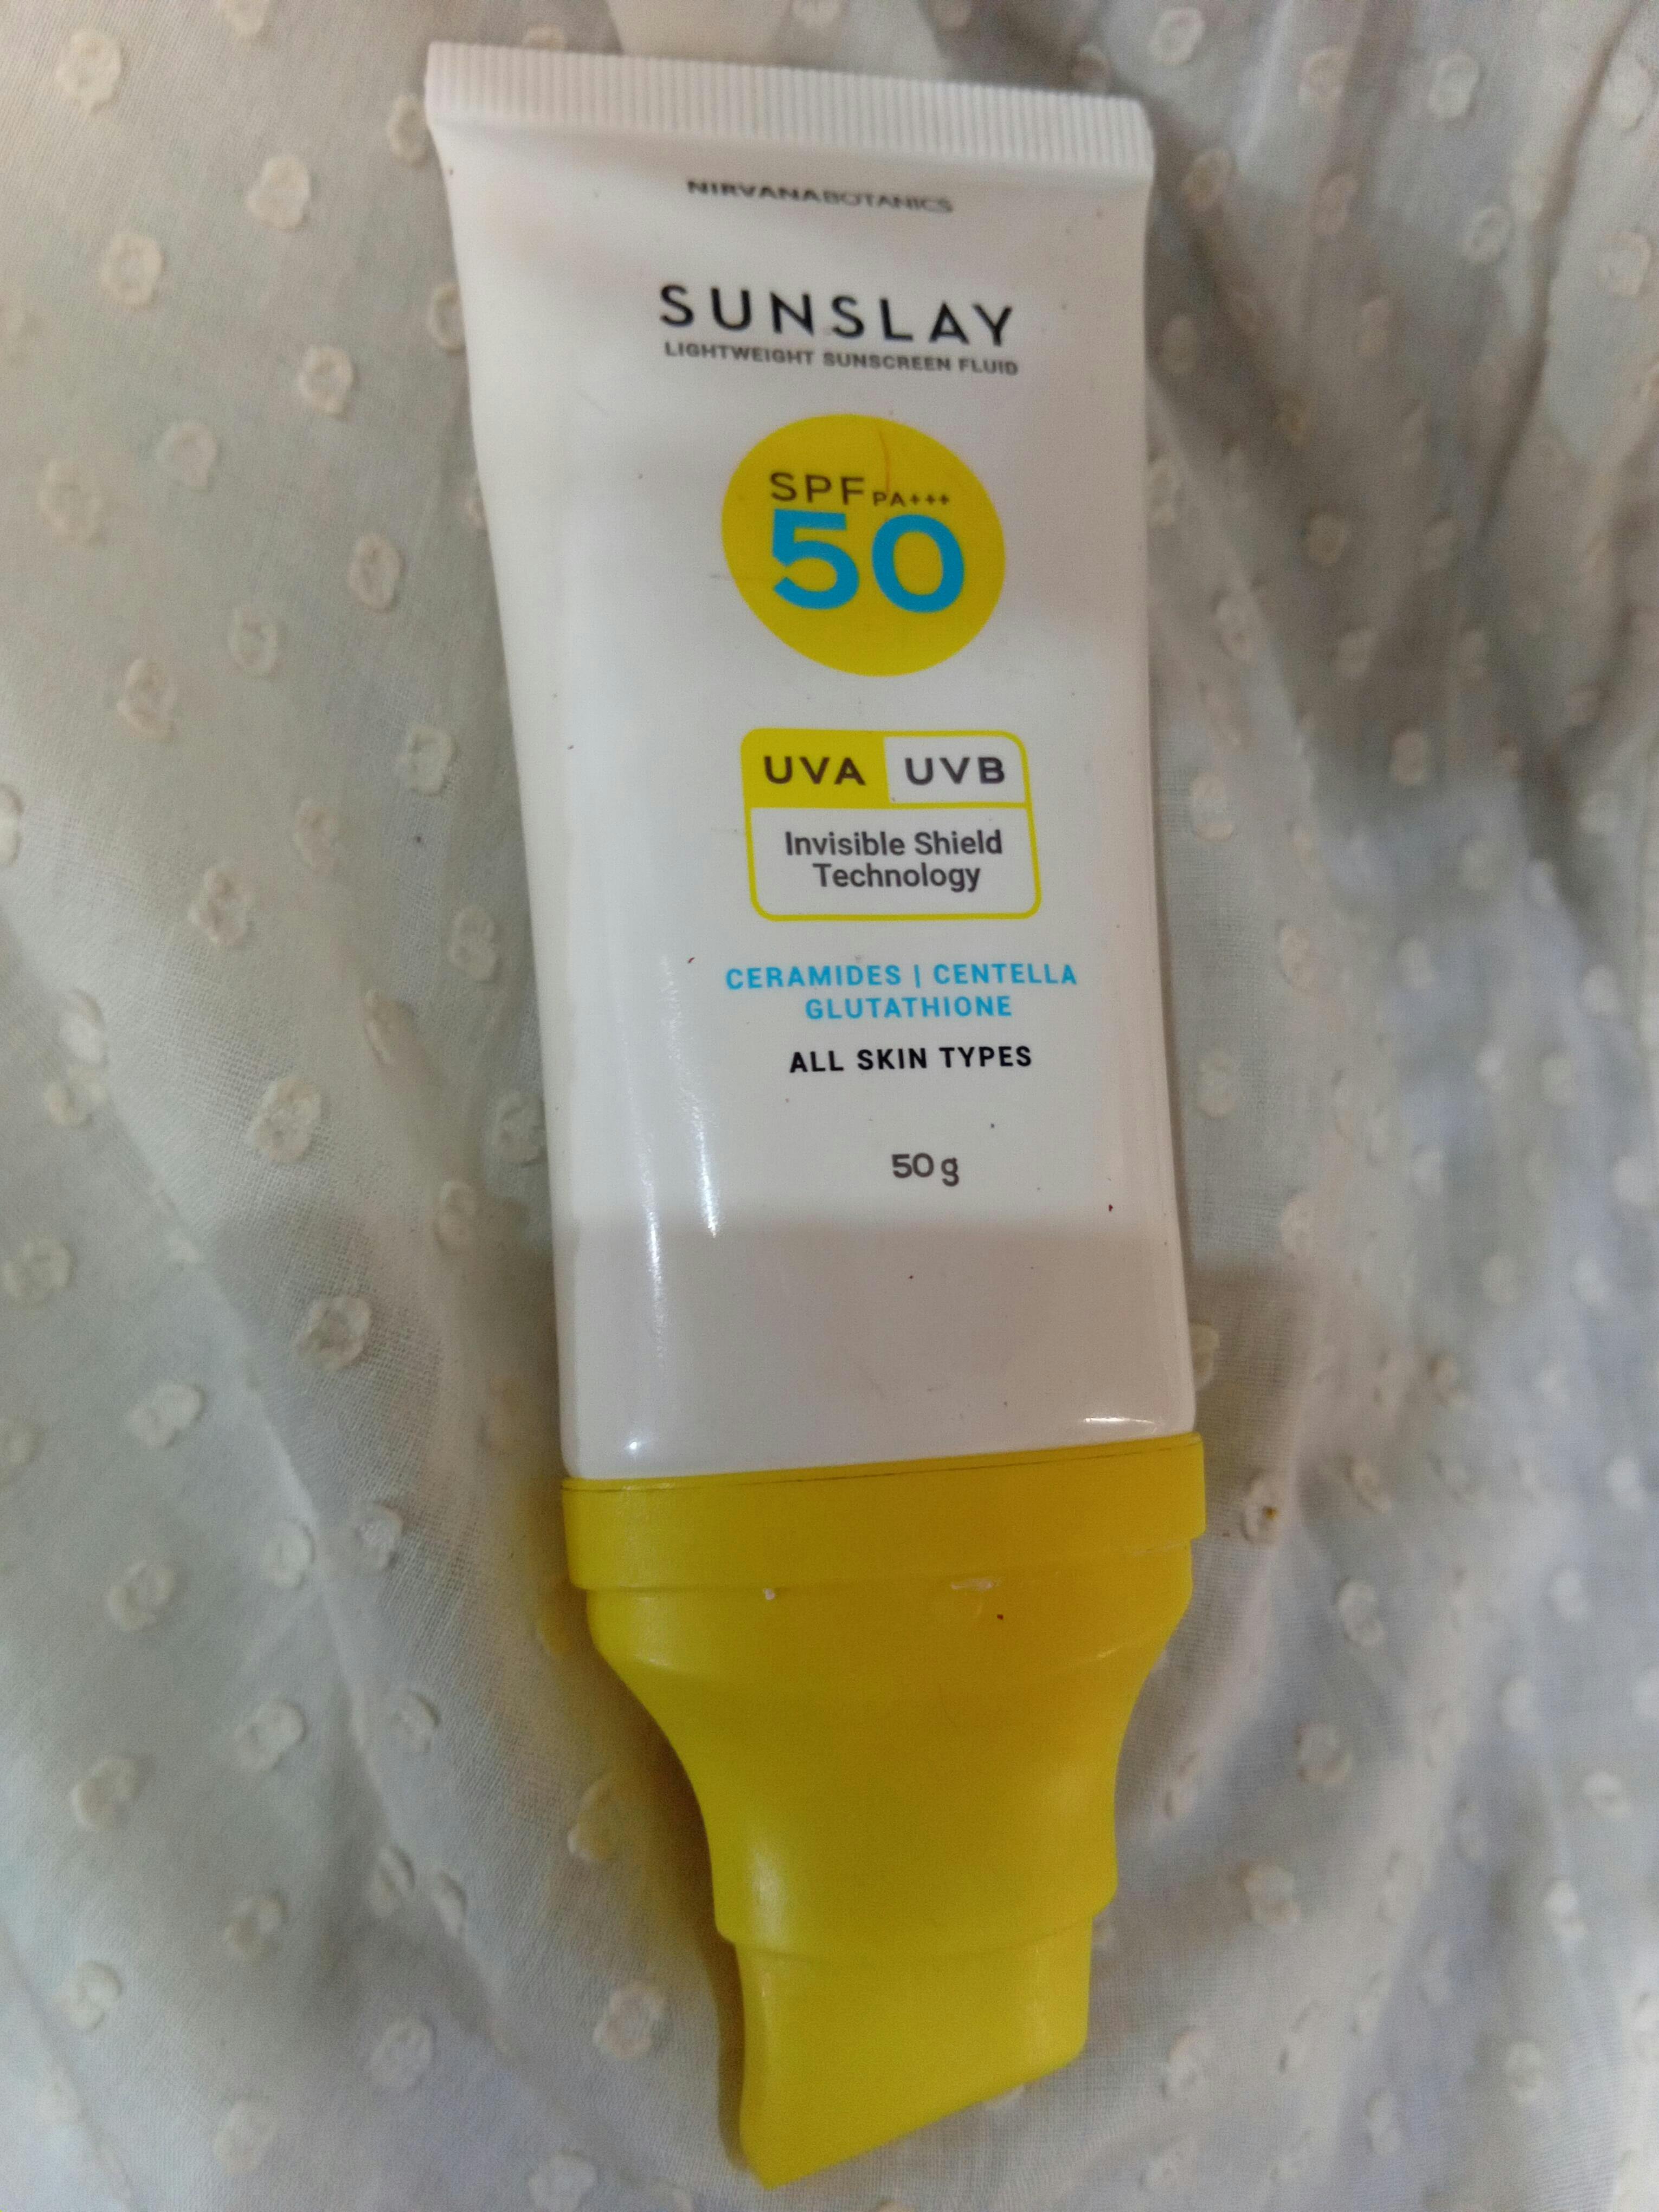 NIRVANABOTANICS
SUNSLAY
LIGHTWEIGHT SUNSCREEN FLUID
SPF PA+++
50
UVA UVB
Invisible Shield
Technology
CERAMIDES | CENTELLA
GLUTATHIONE
ALL SKIN TYPES
50 g